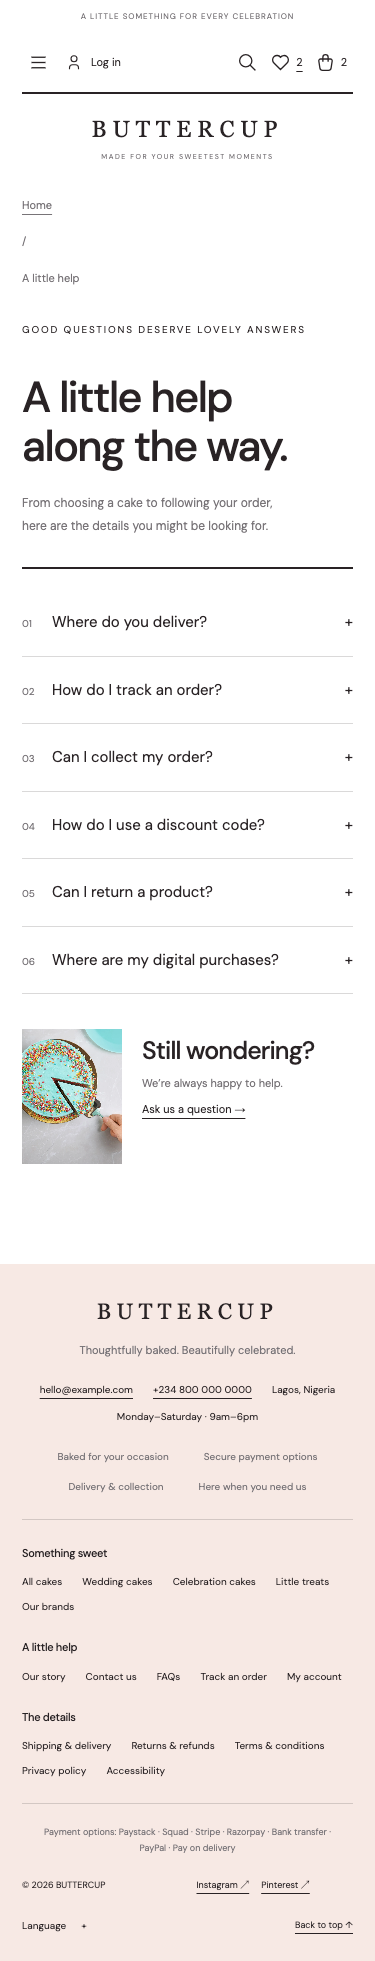 A LITTLE SOMETHING FOR EVERY CELEBRATION
Log in 2 2
BUTTERCUP
MADE FOR YOUR SWEETEST MOMENTS
Home
/
A little help
GOOD QUESTIONS DESERVE LOVELY ANSWERS
A little help
along the way.
From choosing a cake to following your order,
here are the details you might be looking for.
01 Where do you deliver? +
02 How do I track an order? +
03 Can I collect my order? +
04 How do I use a discount code? +
05 Can I return a product? +
06 Where are my digital purchases? +
Still wondering?
We’re always happy to help.
Ask us a question →
BUTTERCUP
Thoughtfully baked. Beautifully celebrated.
hello@example.com +234 800 000 0000 Lagos, Nigeria
Monday–Saturday · 9am–6pm
Baked for your occasion Secure payment options
Delivery & collection Here when you need us
Something sweet
All cakes Wedding cakes Celebration cakes Little treats
Our brands
A little help
Our story Contact us FAQs Track an order My account
The details
Shipping & delivery Returns & refunds Terms & conditions
Privacy policy Accessibility
Payment options: Paystack · Squad · Stripe · Razorpay · Bank transfer ·
PayPal · Pay on delivery
© 2026 BUTTERCUP Instagram ↗ Pinterest ↗
Language + Back to top ↑